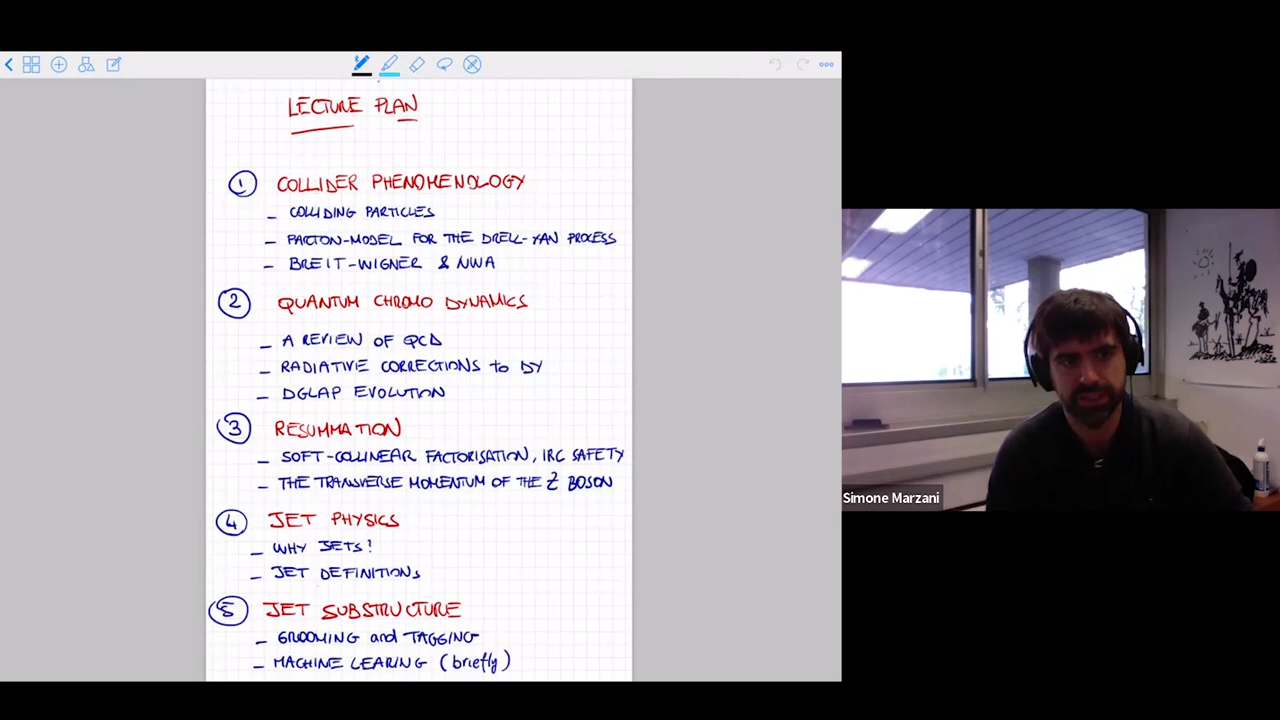 LECTURE PLAN
① COLLIDER PHENOMENOLOGY
- COLLIDING PARTICLES
- PARTON-MODEL FOR THE DRELL-YAN PROCESS
- BREIT-WIGNER & NWA
② QUANTUM CHROMO DYNAMICS
- A REVIEW OF QCD
- RADIATIVE CORRECTIONS to DY
- DGLAP EVOLUTION
③ RESUMMATION
- SOFT-COLLINEAR FACTORISATION, IRC SAFETY
- THE TRANSVERSE MOMENTUM OF THE Z BOSON
④ JET PHYSICS
- WHY JETS?
- JET DEFINITIONS
⑤ JET SUBSTRUCTURE
- GROOMING and TAGGING
- MACHINE LEARING (briefly)
Simone Marzani